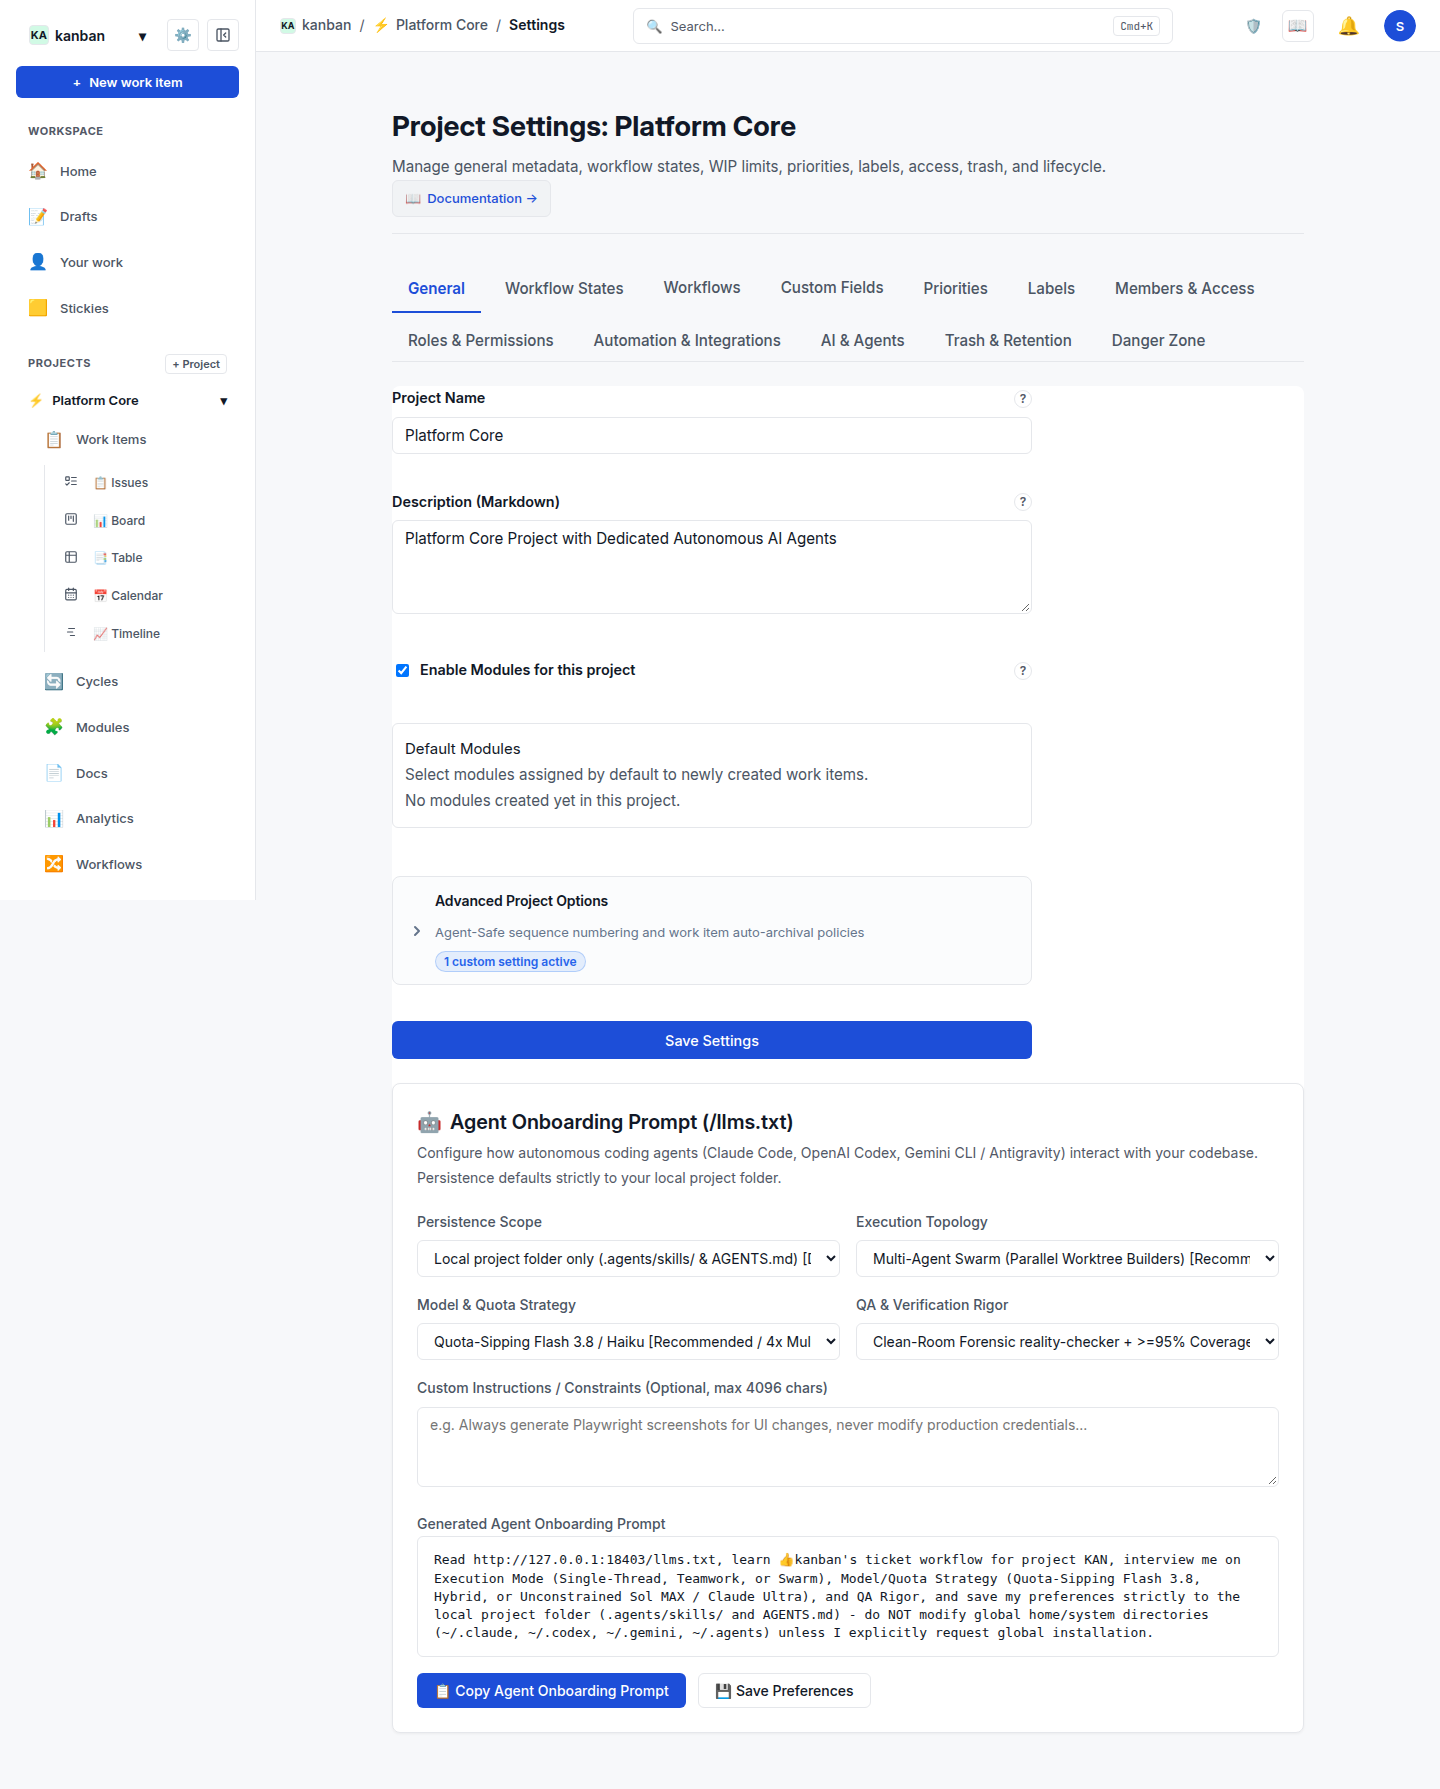 KA kanban ▾
+ New work item
WORKSPACE
Home
Drafts
Your work
Stickies
PROJECTS
+ Project
Platform Core ▾
Work Items
Issues
Board
Table
Calendar
Timeline
Cycles
Modules
Docs
Analytics
Workflows
KA kanban / ⚡ Platform Core / Settings
Search...
Cmd+K
S
Project Settings: Platform Core
Manage general metadata, workflow states, WIP limits, priorities, labels, access, trash, and lifecycle.
Documentation →
General Workflow States Workflows Custom Fields Priorities Labels Members & Access
Roles & Permissions Automation & Integrations AI & Agents Trash & Retention Danger Zone
Project Name ?
Platform Core
Description (Markdown) ?
Platform Core Project with Dedicated Autonomous AI Agents
Enable Modules for this project ?
Default Modules
Select modules assigned by default to newly created work items.
No modules created yet in this project.
Advanced Project Options
Agent-Safe sequence numbering and work item auto-archival policies
1 custom setting active
Save Settings
🤖 Agent Onboarding Prompt (/llms.txt)
Configure how autonomous coding agents (Claude Code, OpenAI Codex, Gemini CLI / Antigravity) interact with your codebase.
Persistence defaults strictly to your local project folder.
Persistence Scope
Local project folder only (.agents/skills/ & AGENTS.md) [
Execution Topology
Multi-Agent Swarm (Parallel Worktree Builders) [Recomm
Model & Quota Strategy
Quota-Sipping Flash 3.8 / Haiku [Recommended / 4x Mul
QA & Verification Rigor
Clean-Room Forensic reality-checker + >=95% Coverage
Custom Instructions / Constraints (Optional, max 4096 chars)
e.g. Always generate Playwright screenshots for UI changes, never modify production credentials...
Generated Agent Onboarding Prompt
Read http://127.0.0.1:18403/llms.txt, learn 👍kanban's ticket workflow for project KAN, interview me on
Execution Mode (Single-Thread, Teamwork, or Swarm), Model/Quota Strategy (Quota-Sipping Flash 3.8,
Hybrid, or Unconstrained Sol MAX / Claude Ultra), and QA Rigor, and save my preferences strictly to the
local project folder (.agents/skills/ and AGENTS.md) - do NOT modify global home/system directories
(~/.claude, ~/.codex, ~/.gemini, ~/.agents) unless I explicitly request global installation.
📋 Copy Agent Onboarding Prompt
💾 Save Preferences